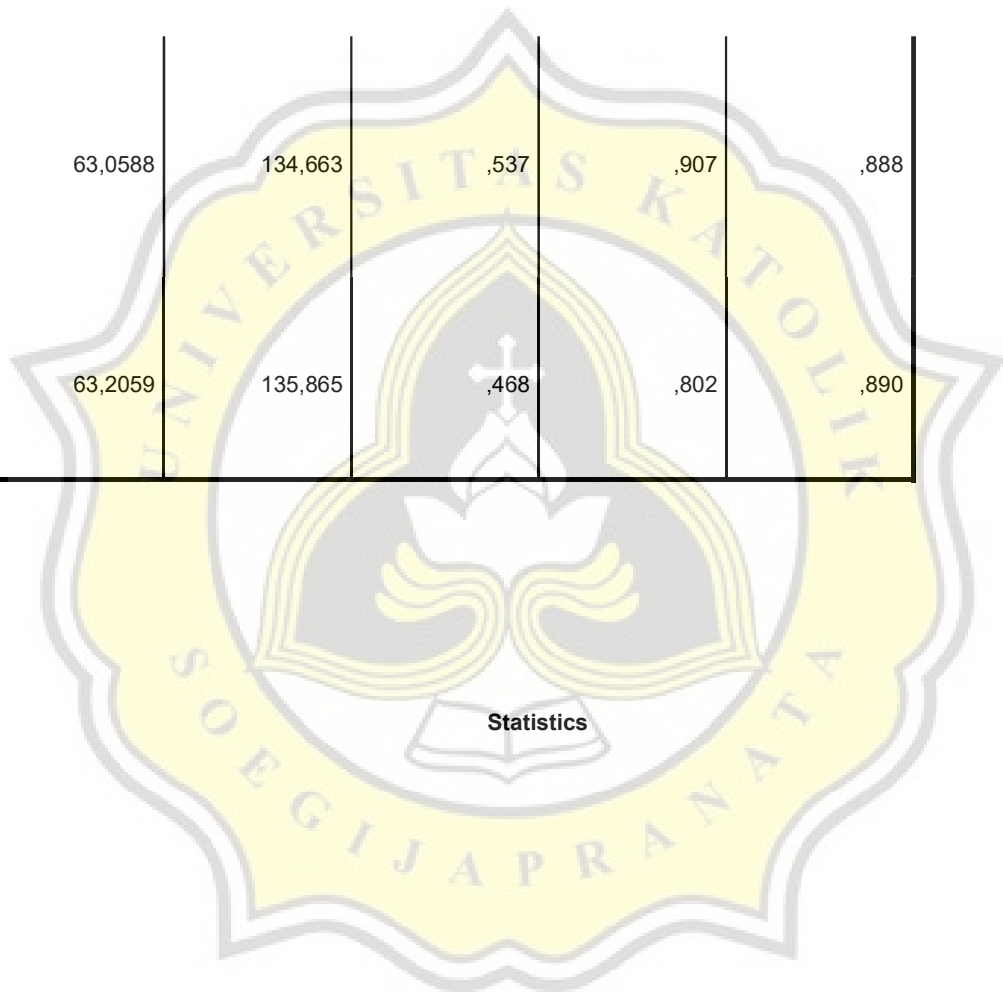 63,0588 134,663 ,537 ,907 ,888
63,2059 135,865 ,468 ,802 ,890
Statistics
UNIVERSITAS KATOLIK
SOEGIJAPRANATA